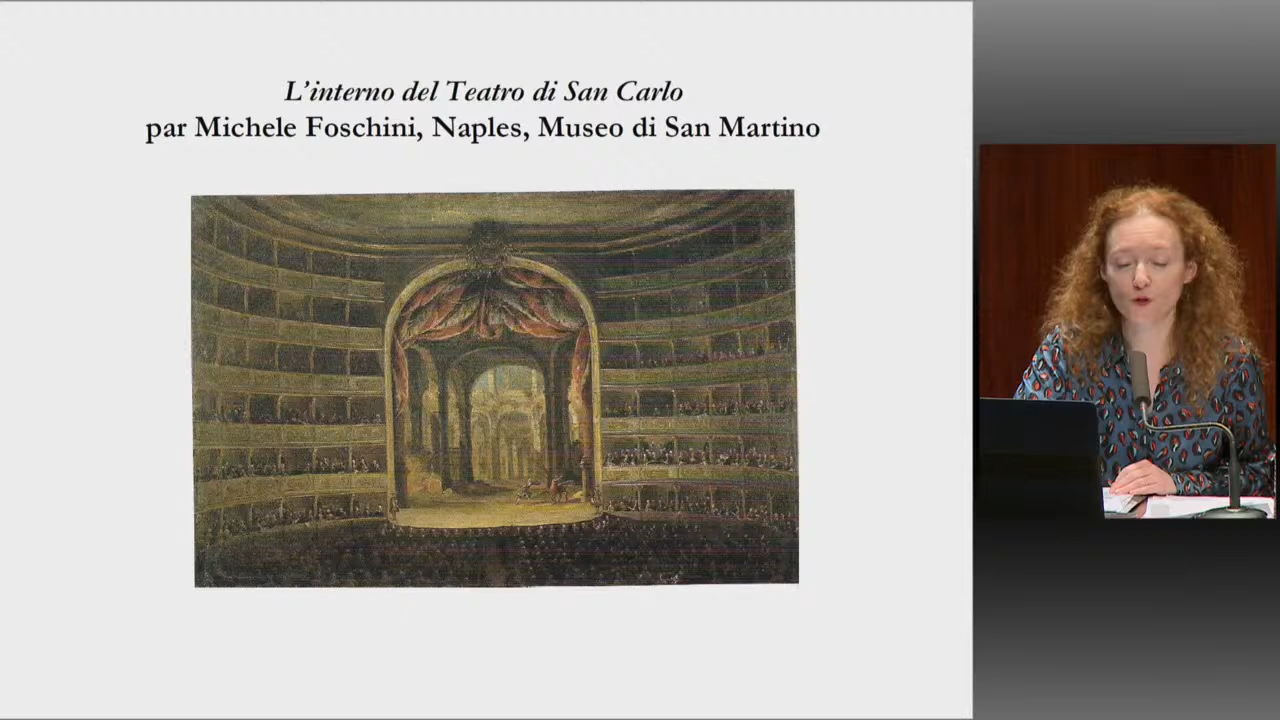 L’interno del Teatro di San Carlo
par Michele Foschini, Naples, Museo di San Martino